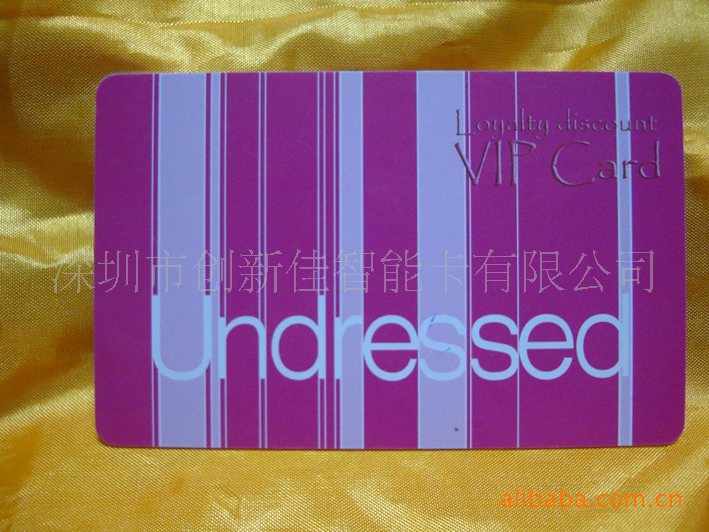 Loyalty discount
VIP Card
深圳市创新佳智能卡有限公司
Undressed
alibaba.com.cn